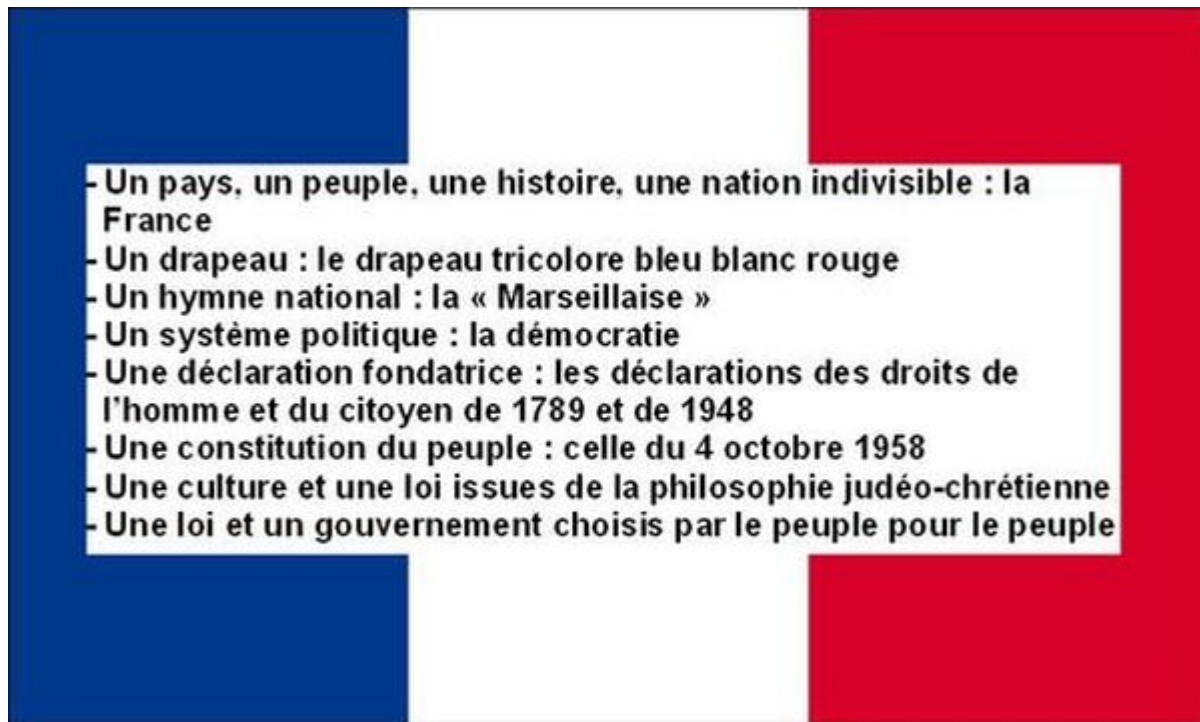 - Un pays, un peuple, une histoire, une nation indivisible : la
France
- Un drapeau : le drapeau tricolore bleu blanc rouge
- Un hymne national : la « Marseillaise »
- Un système politique : la démocratie
- Une déclaration fondatrice : les déclarations des droits de
l'homme et du citoyen de 1789 et de 1948
- Une constitution du peuple : celle du 4 octobre 1958
- Une culture et une loi issues de la philosophie judéo-chrétienne
- Une loi et un gouvernement choisis par le peuple pour le peuple